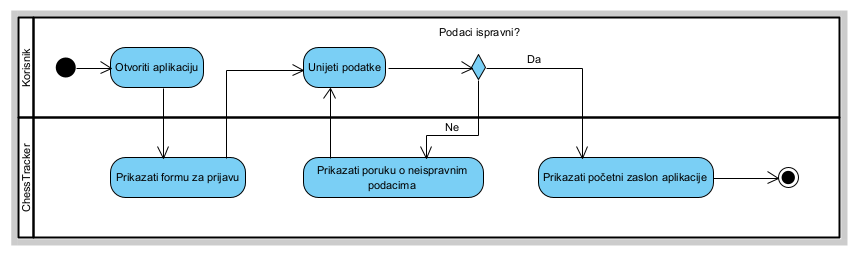 Korisnik
Otvoriti aplikaciju
Unijeti podatke
Podaci ispravni?
Da
Ne
ChessTracker
Prikazati formu za prijavu
Prikazati poruku o neispravnim
podacima
Prikazati početni zaslon aplikacije